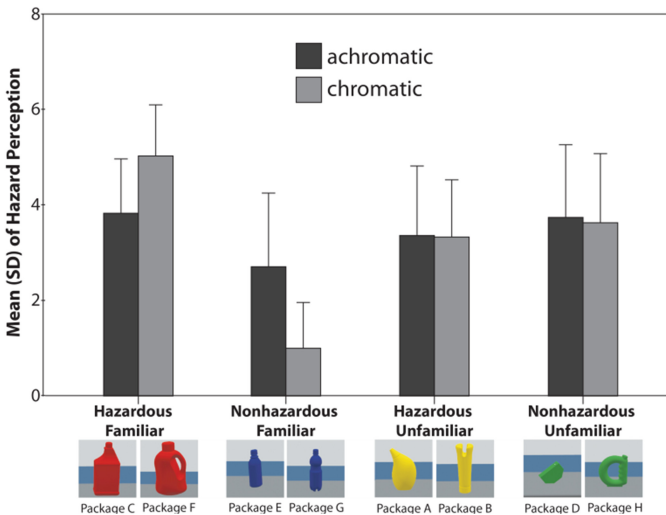 8
6
4
2
0
Mean (SD) of Hazard Perception
achromatic
chromatic
Hazardous Familiar
Nonhazardous Familiar
Hazardous Unfamiliar
Nonhazardous Unfamiliar
Package C Package F Package E Package G Package A Package B Package D Package H